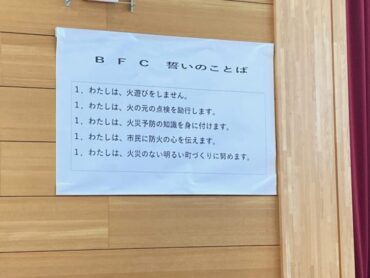 ＢＦＣ　誓いのことば
１．わたしは、火遊びをしません。
１．わたしは、火の元の点検を励行します。
１．わたしは、火災予防の知識を身に付けます。
１．わたしは、市民に防火の心を伝えます。
１．わたしは、火災のない明るい町づくりに努めます。